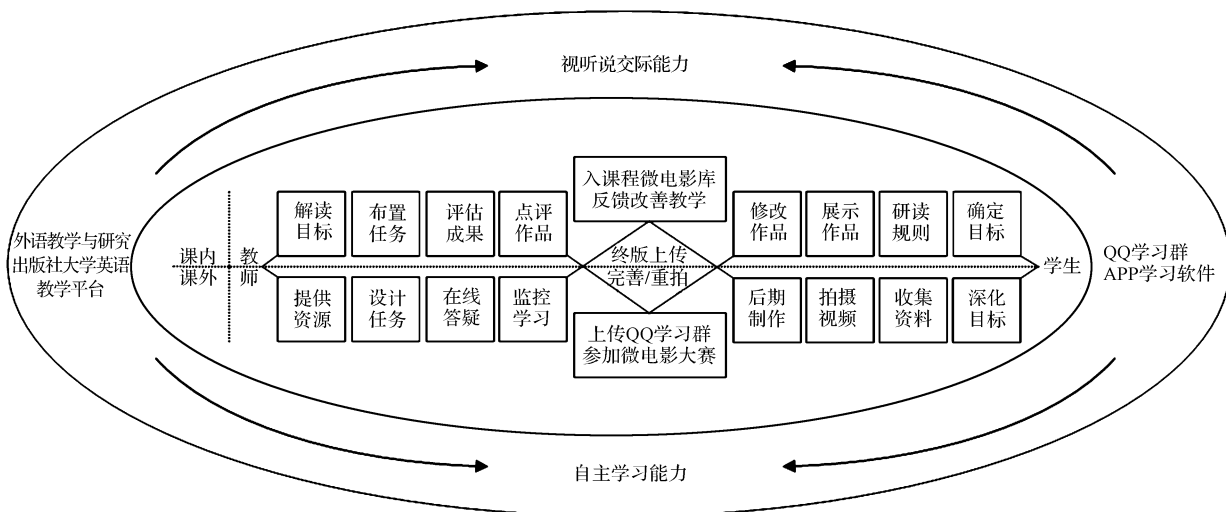 视听说交际能力
外语教学与研究
出版社大学英语
教学平台
课内
课外
教
师
解读
目标
布置
任务
评估
成果
点评
作品
提供
资源
设计
任务
在线
答疑
监控
学习
入课程微电影库
反馈改善教学
终版上传
完善/重拍
上传QQ学习群
参加微电影大赛
修改
作品
展示
作品
研读
规则
确定
目标
后期
制作
拍摄
视频
收集
资料
深化
目标
学生
QQ学习群
APP学习软件
自主学习能力